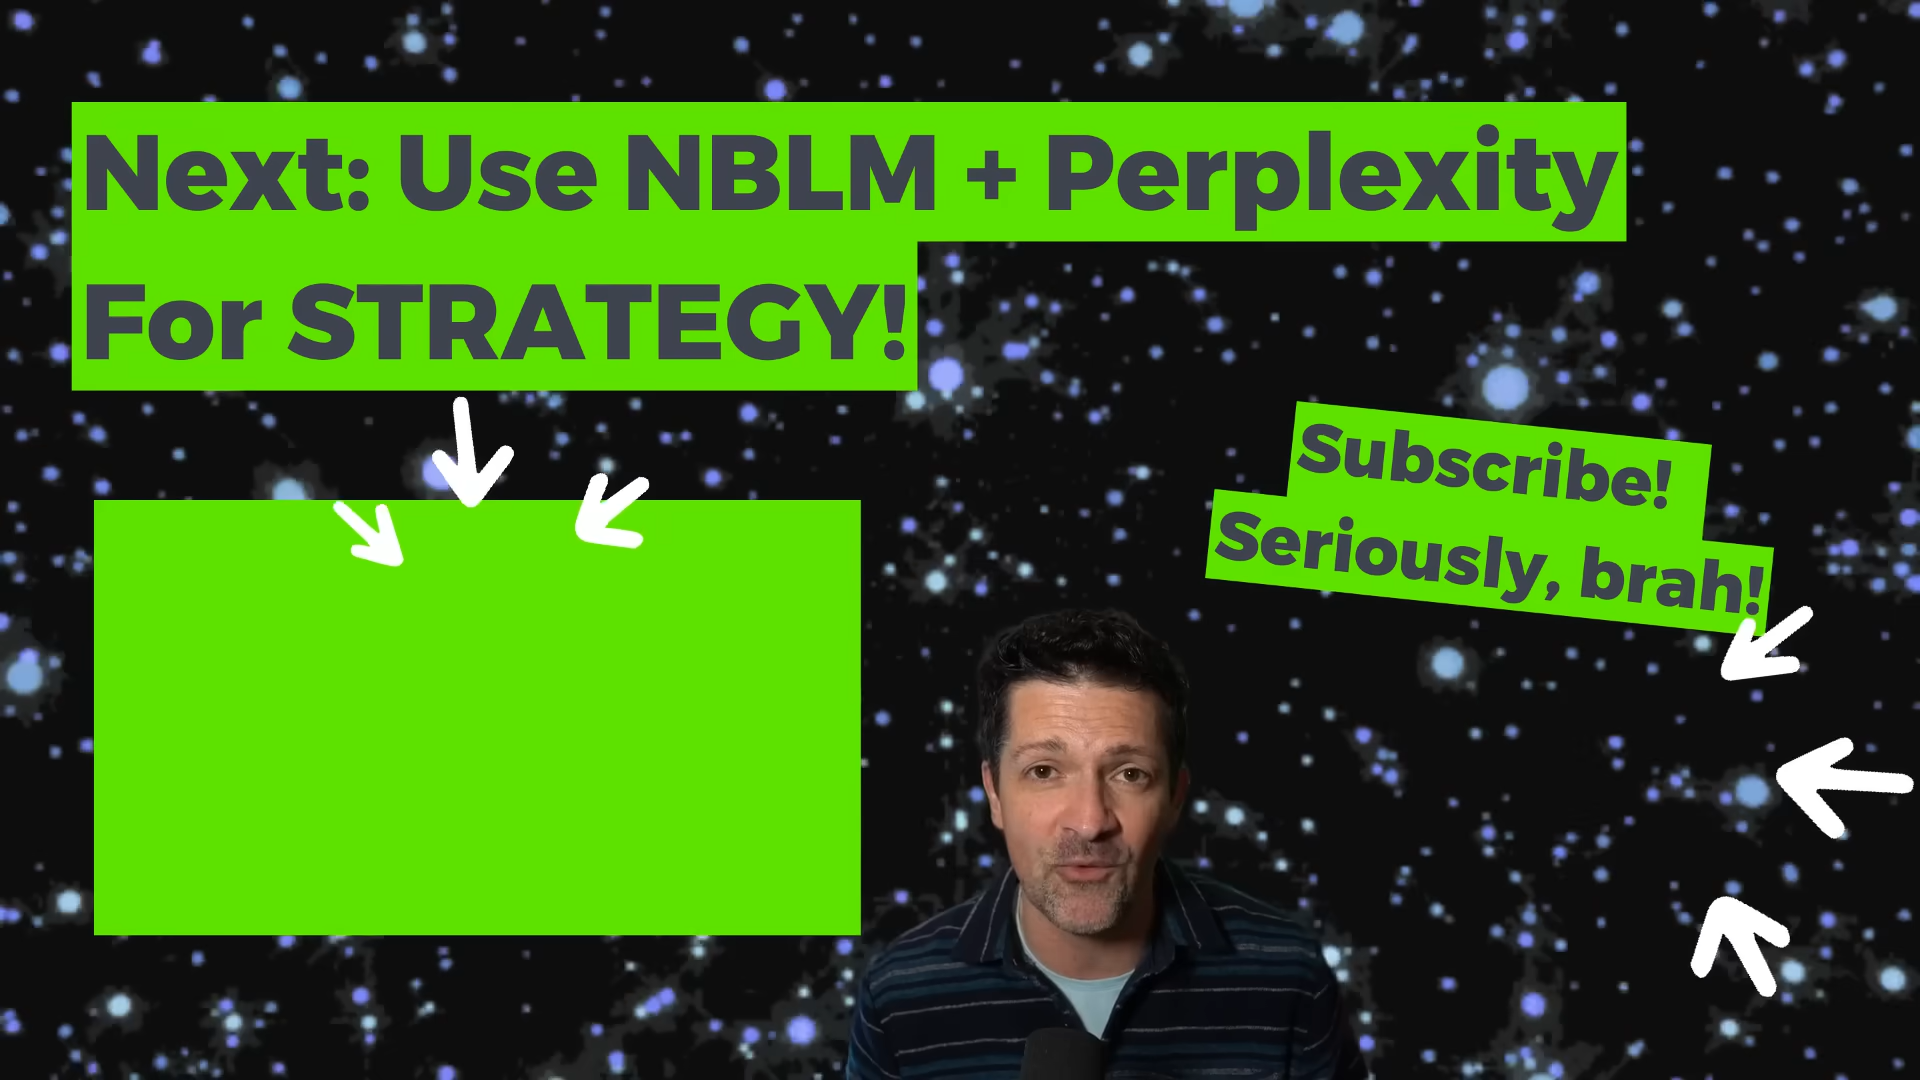 Next: Use NBLM + Perplexity
For STRATEGY!
Subscribe!
Seriously, brah!